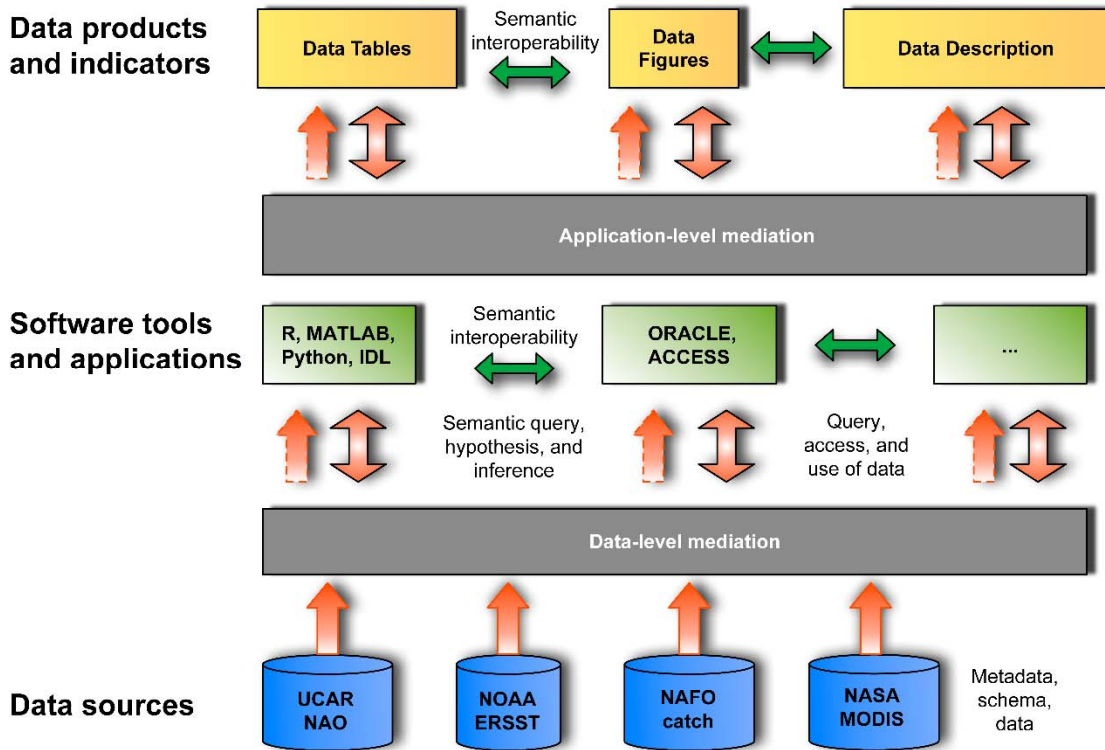 Data products
and indicators
Data Tables
Semantic
interoperability
Data
Figures
Data Description
Application-level mediation
Software tools
and applications
R, MATLAB,
Python, IDL
Semantic
interoperability
ORACLE,
ACCESS
...
Semantic query,
hypothesis, and
inference
Query,
access, and
use of data
Data-level mediation
Data sources
UCAR
NAO
NOAA
ERSST
NAFO
catch
NASA
MODIS
Metadata,
schema,
data